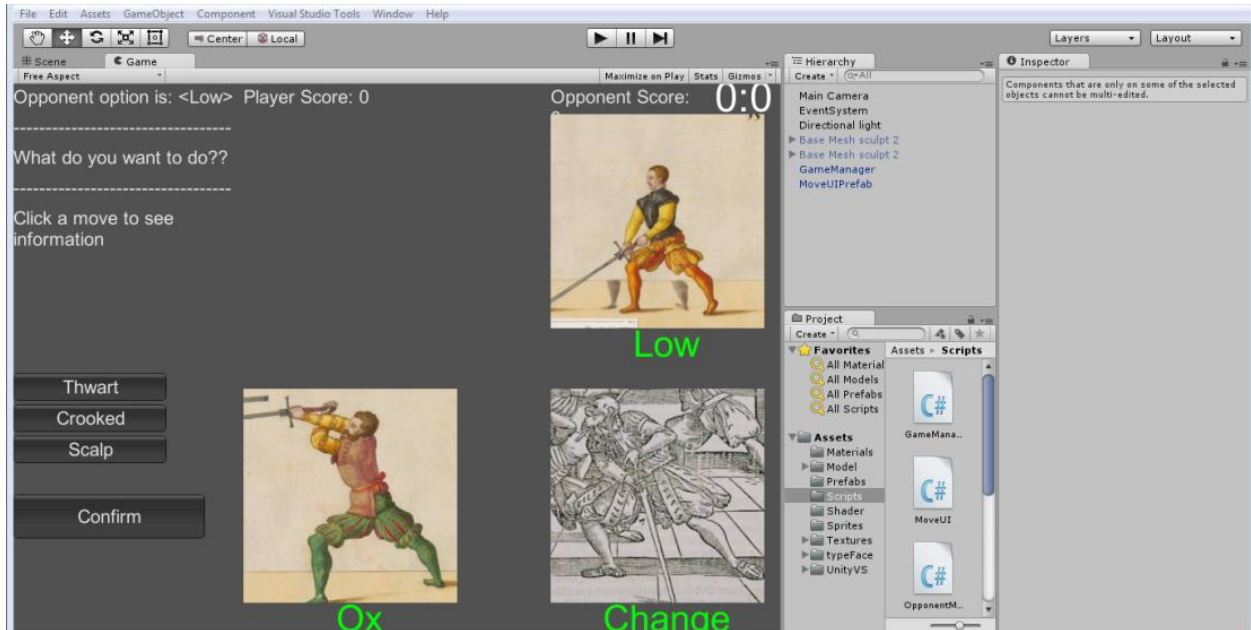 File Edit Assets GameObject Component Visual Studio Tools Window Help
Center Local Layers Layout
Scene Game
Free Aspect Maximize on Play Stats Gizmos
Opponent option is: <Low> Player Score: 0 Opponent Score: 0:0
----------------------------------
What do you want to do??
----------------------------------
Click a move to see
information
Low
Thwart
Crooked
Scalp
Confirm
Ox
Change
Hierarchy
Create All
Main Camera
EventSystem
Directional light
Base Mesh sculpt 2
Base Mesh sculpt 2
GameManager
MoveUIPrefab
Project
Create
Favorites
All Material
All Models
All Prefabs
All Scripts
Assets
Materials
Model
Prefabs
Scripts
Shader
Sprites
Textures
typeFace
UnityVS
Assets Scripts
C#
GameMana..
C#
MoveUI
C#
OpponentM..
Inspector
Components that are only on some of the selected
objects cannot be multi-edited.